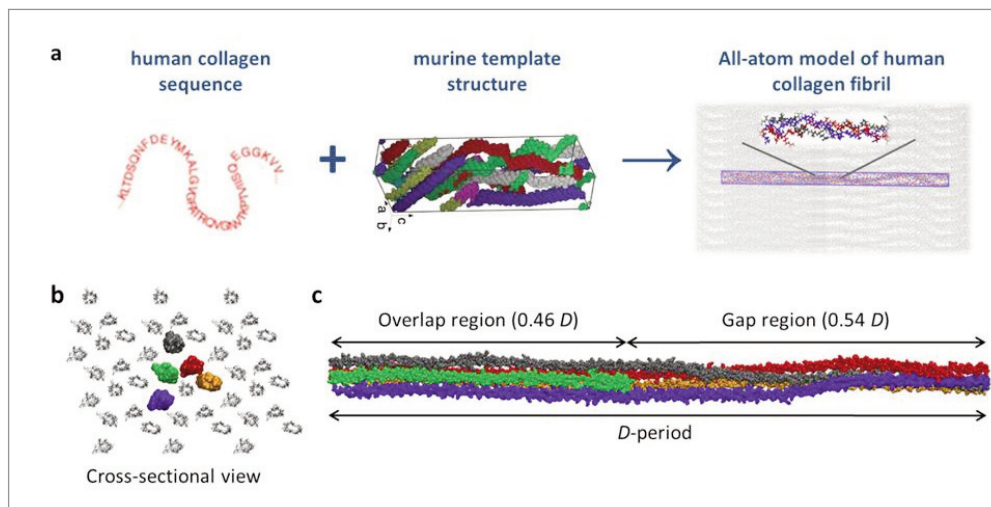 a
human collagen
sequence
murine template
structure
All-atom model of human
collagen fibril
+
a
b
c
b
c
Overlap region (0.46 D)
Gap region (0.54 D)
D-period
Cross-sectional view